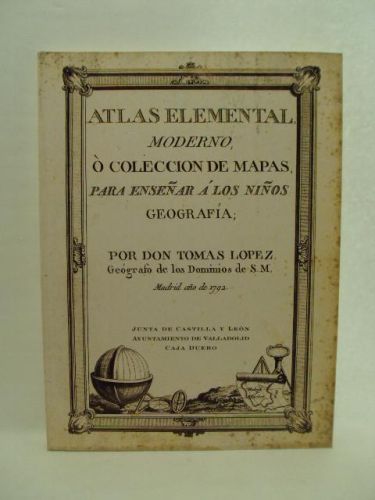 ATLAS ELEMENTAL,
MODERNO,
Ò COLECCION DE MAPAS,
PARA ENSEÑAR Á LOS NIÑOS
GEOGRAFÍA;
POR DON TOMAS LOPEZ.
Geógrafo de los Dominios de S.M.
Madrid año de 1792.
JUNTA DE CASTILLA Y LEÓN
AYUNTAMIENTO DE VALLADOLID
CAJA DUERO